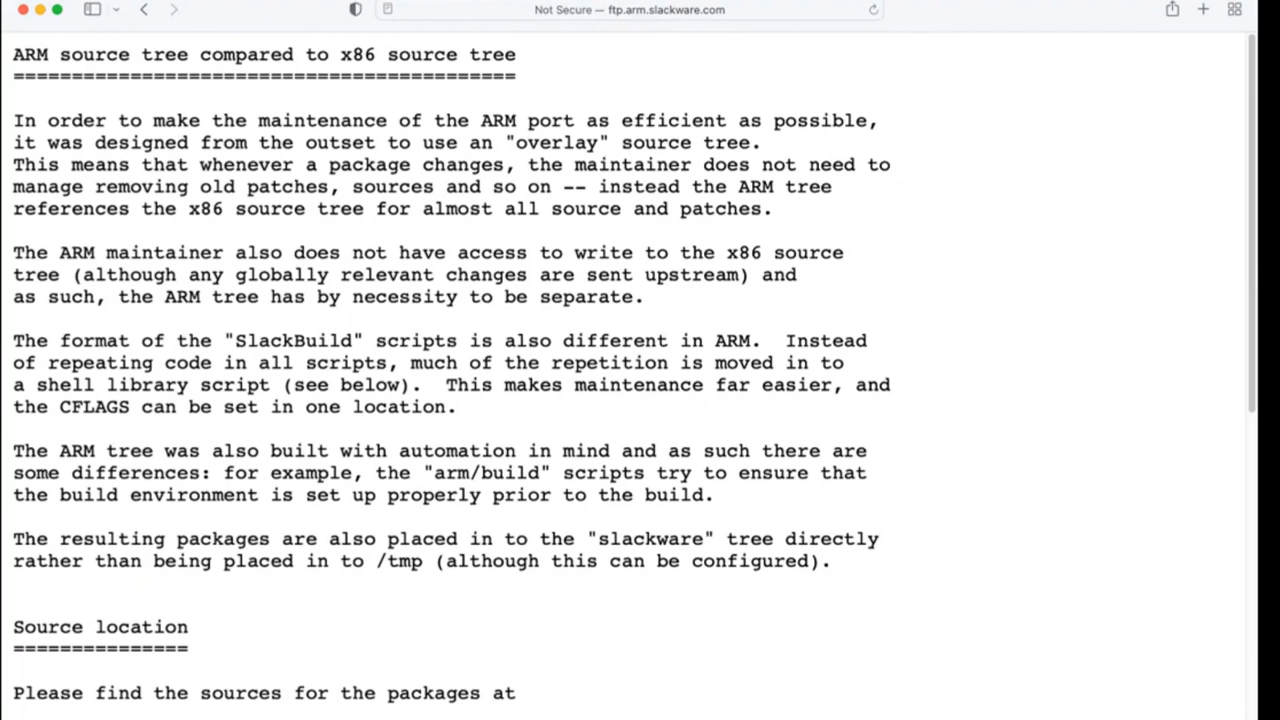 Not Secure — ftp.arm.slackware.com
ARM source tree compared to x86 source tree
===========================================
In order to make the maintenance of the ARM port as efficient as possible,
it was designed from the outset to use an "overlay" source tree.
This means that whenever a package changes, the maintainer does not need to
manage removing old patches, sources and so on -- instead the ARM tree
references the x86 source tree for almost all source and patches.
The ARM maintainer also does not have access to write to the x86 source
tree (although any globally relevant changes are sent upstream) and
as such, the ARM tree has by necessity to be separate.
The format of the "SlackBuild" scripts is also different in ARM.  Instead
of repeating code in all scripts, much of the repetition is moved in to
a shell library script (see below).  This makes maintenance far easier, and
the CFLAGS can be set in one location.
The ARM tree was also built with automation in mind and as such there are
some differences: for example, the "arm/build" scripts try to ensure that
the build environment is set up properly prior to the build.
The resulting packages are also placed in to the "slackware" tree directly
rather than being placed in to /tmp (although this can be configured).
Source location
===============
Please find the sources for the packages at